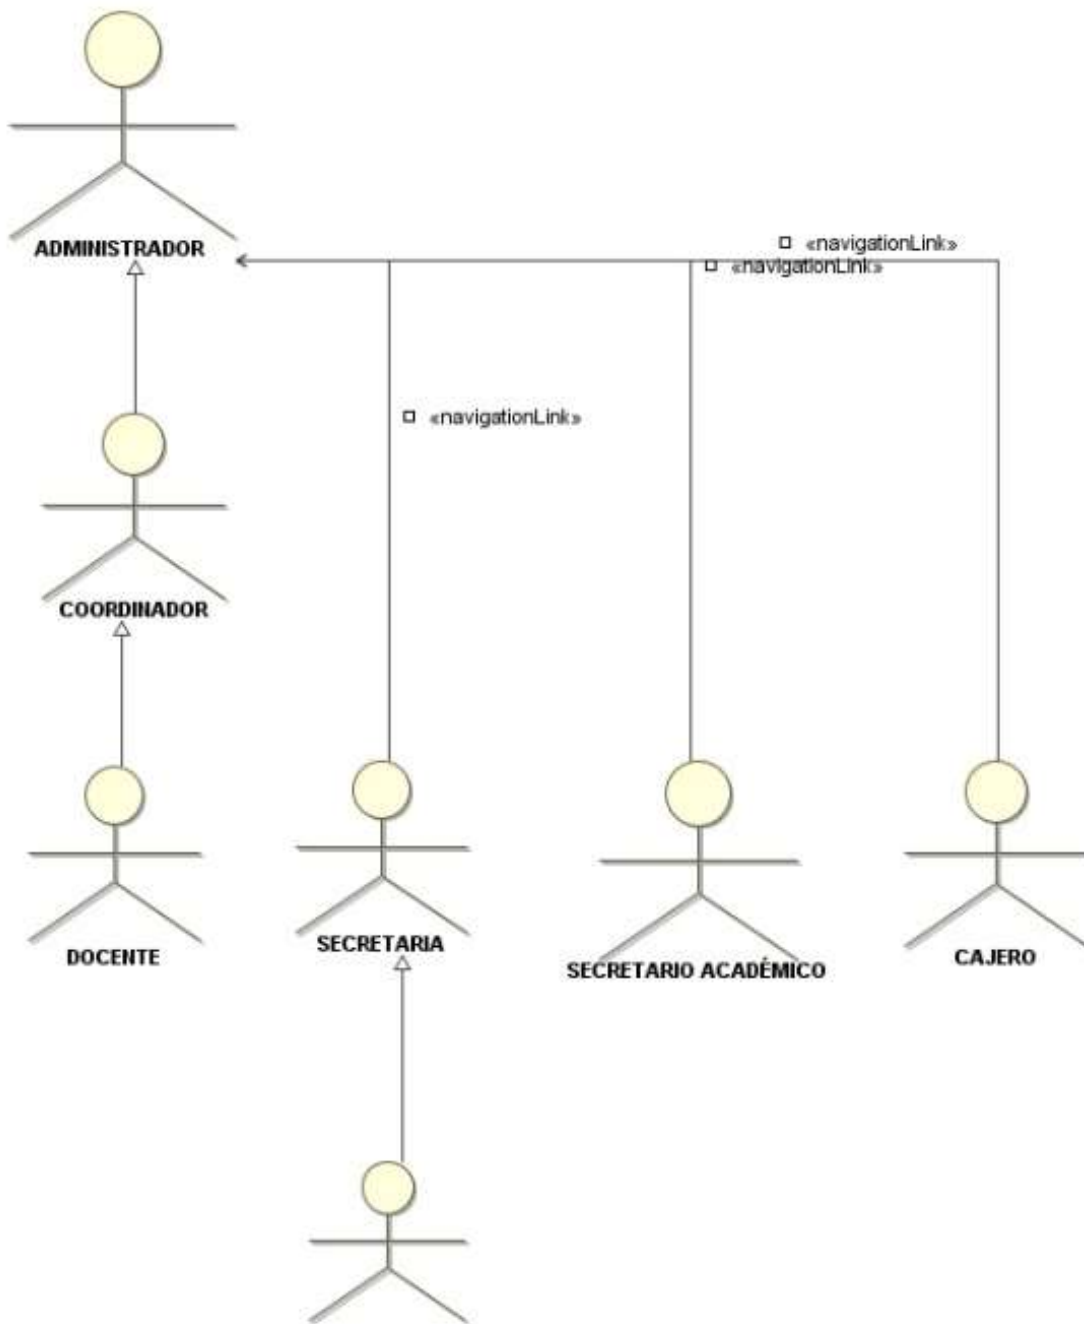 ADMINISTRADOR
«navigationLink»
«navigationLink»
«navigationLink»
COORDINADOR
DOCENTE
SECRETARIA
SECRETARIO ACADÉMICO
CAJERO